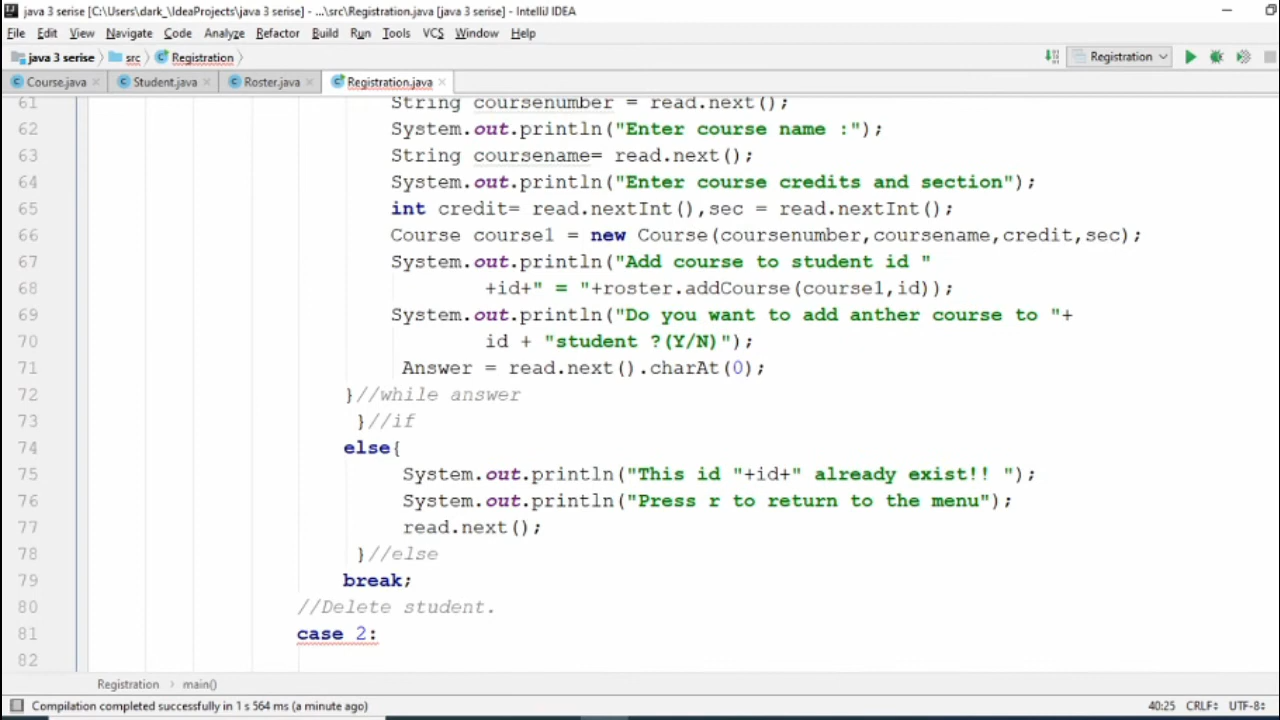 java 3 serise [C:\Users\dark_\IdeaProjects\java 3 serise] - ...\src\Registration.java [java 3 serise] - IntelliJ IDEA
File Edit View Navigate Code Analyze Refactor Build Run Tools VCS Window Help
java 3 serise src Registration Registration
Course.java Student.java Roster.java Registration.java
61 String coursenumber = read.next();
62 System.out.println("Enter course name :");
63 String coursename= read.next();
64 System.out.println("Enter course credits and section");
65 int credit= read.nextInt(),sec = read.nextInt();
66 Course course1 = new Course(coursenumber,coursename,credit,sec);
67 System.out.println("Add course to student id "
68 +id+" = "+roster.addCourse(course1,id));
69 System.out.println("Do you want to add anther course to "+
70 id + "student ?(Y/N)");
71 Answer = read.next().charAt(0);
72 }//while answer
73 }//if
74 else{
75 System.out.println("This id "+id+" already exist!! ");
76 System.out.println("Press r to return to the menu");
77 read.next();
78 }//else
79 break;
80 //Delete student.
81 case 2:
82
Registration main()
Compilation completed successfully in 1 s 564 ms (a minute ago) 40:25 CRLF UTF-8